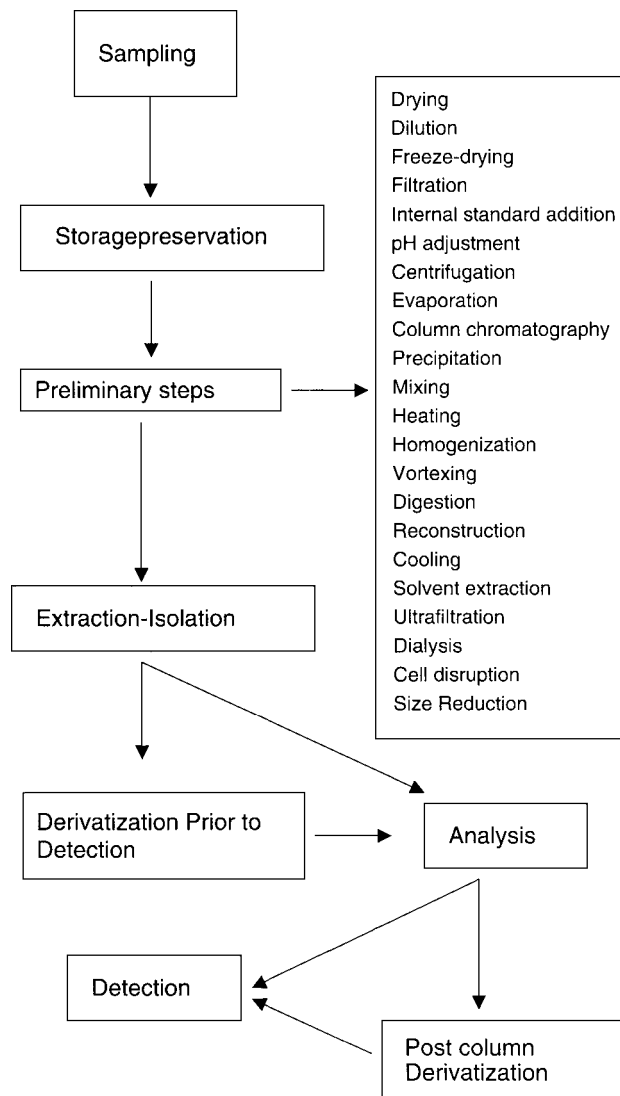 Sampling
Storagepreservation
Preliminary steps
Drying
Dilution
Freeze-drying
Filtration
Internal standard addition
pH adjustment
Centrifugation
Evaporation
Column chromatography
Precipitation
Mixing
Heating
Homogenization
Vortexing
Digestion
Reconstruction
Cooling
Solvent extraction
Ultrafiltration
Dialysis
Cell disruption
Size Reduction
Extraction-Isolation
Derivatization Prior to
Detection
Analysis
Detection
Post column
Derivatization